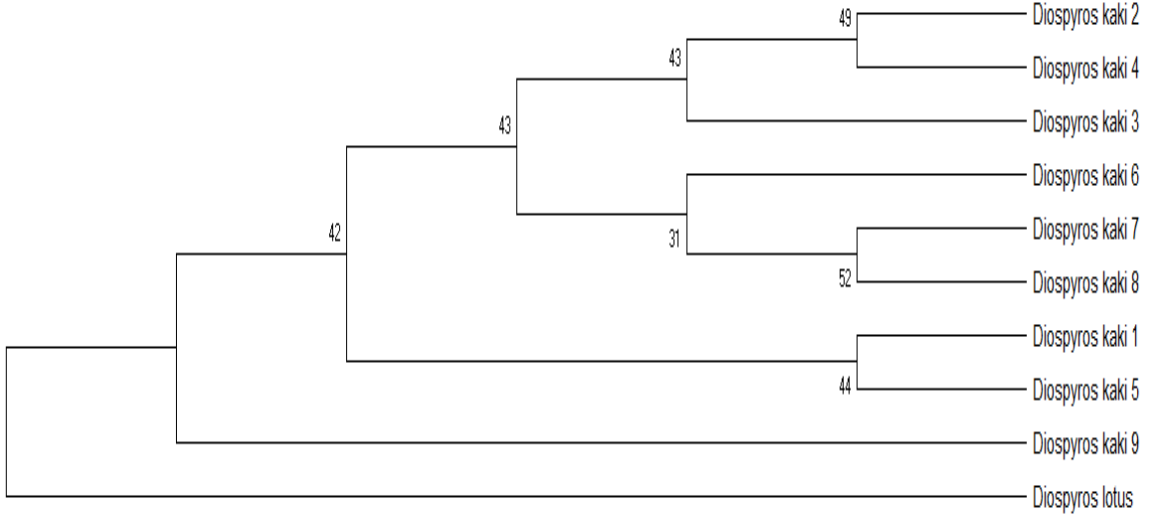 49
Diospyros kaki 2
43
Diospyros kaki 4
43
Diospyros kaki 3
Diospyros kaki 6
42
31
Diospyros kaki 7
52
Diospyros kaki 8
Diospyros kaki 1
44
Diospyros kaki 5
Diospyros kaki 9
Diospyros lotus